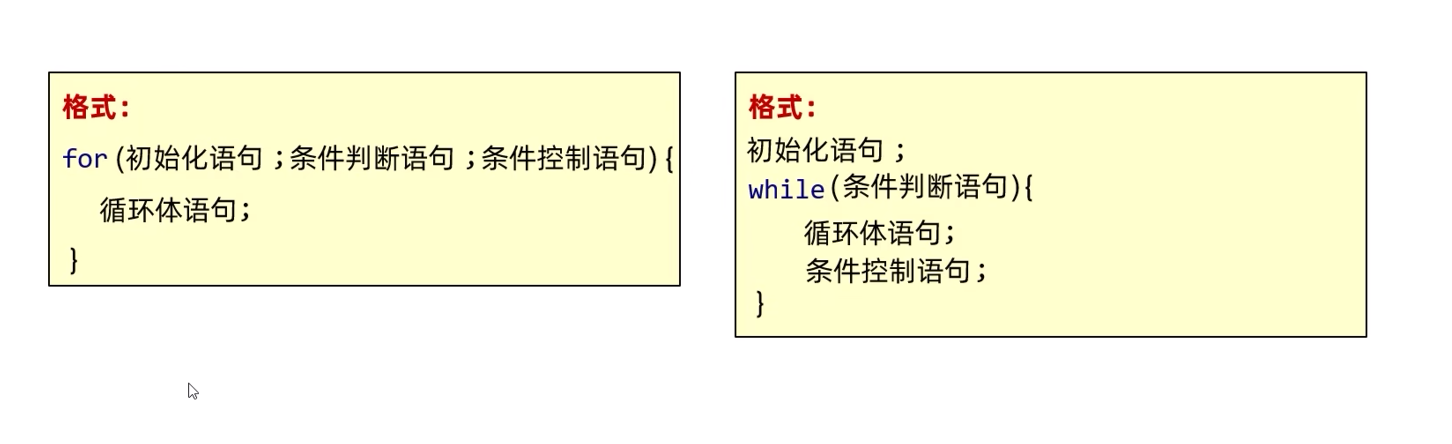 格式：
for (初始化语句 ;条件判断语句 ;条件控制语句) {
循环体语句;
}
格式：
初始化语句 ;
while (条件判断语句){
循环体语句;
条件控制语句;
}